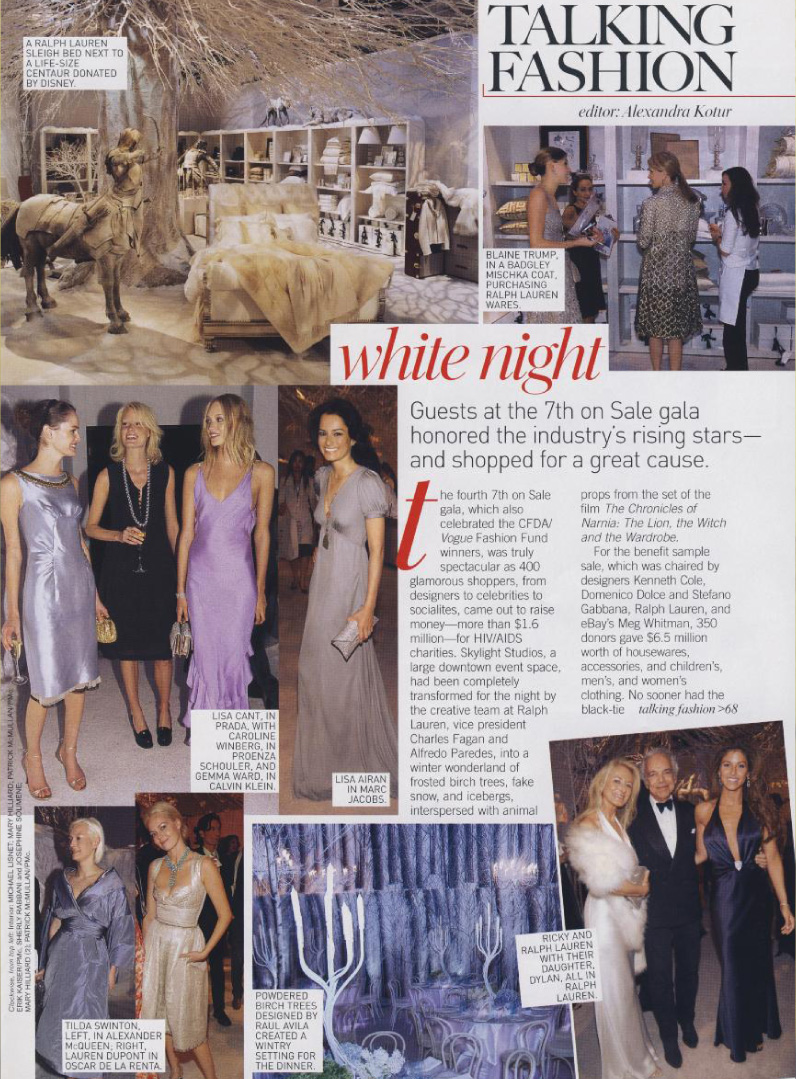 A RALPH LAUREN
SLEIGH BED NEXT TO
A LIFE-SIZE
CENTAUR DONATED
BY DISNEY.
TALKING
FASHION
editor: Alexandra Kotur
BLAINE TRUMP,
IN A BADGLEY
MISCHKA COAT,
PURCHASING
RALPH LAUREN
WARES.
white night
Guests at the 7th on Sale gala
honored the industry's rising stars—
and shopped for a great cause.
the fourth 7th on Sale
gala, which also
celebrated the CFDA/
Vogue Fashion Fund
winners, was truly
spectacular as 400
glamorous shoppers, from
designers to celebrities to
socialites, came out to raise
money—more than $1.6
million—for HIV/AIDS
charities. Skylight Studios, a
large downtown event space,
had been completely
transformed for the night by
the creative team at Ralph
Lauren, vice president
Charles Fagan and
Alfredo Paredes, into a
winter wonderland of
frosted birch trees, fake
snow, and icebergs,
interspersed with animal
props from the set of the
film The Chronicles of
Narnia: The Lion, the Witch
and the Wardrobe.
For the benefit sample
sale, which was chaired by
designers Kenneth Cole,
Domenico Dolce and Stefano
Gabbana, Ralph Lauren, and
eBay's Meg Whitman, 350
donors gave $6.5 million
worth of housewares,
accessories, and children's,
men's, and women's
clothing. No sooner had the
black-tie talking fashion >68
LISA CANT, IN
PRADA, WITH
CAROLINE
WINBERG, IN
PROENZA
SCHOULER, AND
GEMMA WARD, IN
CALVIN KLEIN.
LISA AIRAN
IN MARC
JACOBS.
TILDA SWINTON,
LEFT, IN ALEXANDER
McQUEEN; RIGHT,
LAUREN DUPONT IN
OSCAR DE LA RENTA.
POWDERED
BIRCH TREES
DESIGNED BY
RAUL AVILA
CREATED A
WINTRY
SETTING FOR
THE DINNER.
RICKY AND
RALPH LAUREN
WITH THEIR
DAUGHTER,
DYLAN, ALL IN
RALPH
LAUREN.
Clockwise, from top left: Interior: MICHAEL LISNET; MARY HILLIARD; PATRICK McMULLAN/PMc;
ERIK KAISER/PMc; SHERLY RABBANI and JOSEPHINE SOLIMENE;
MARY HILLIARD (2); PATRICK McMULLAN/PMc.